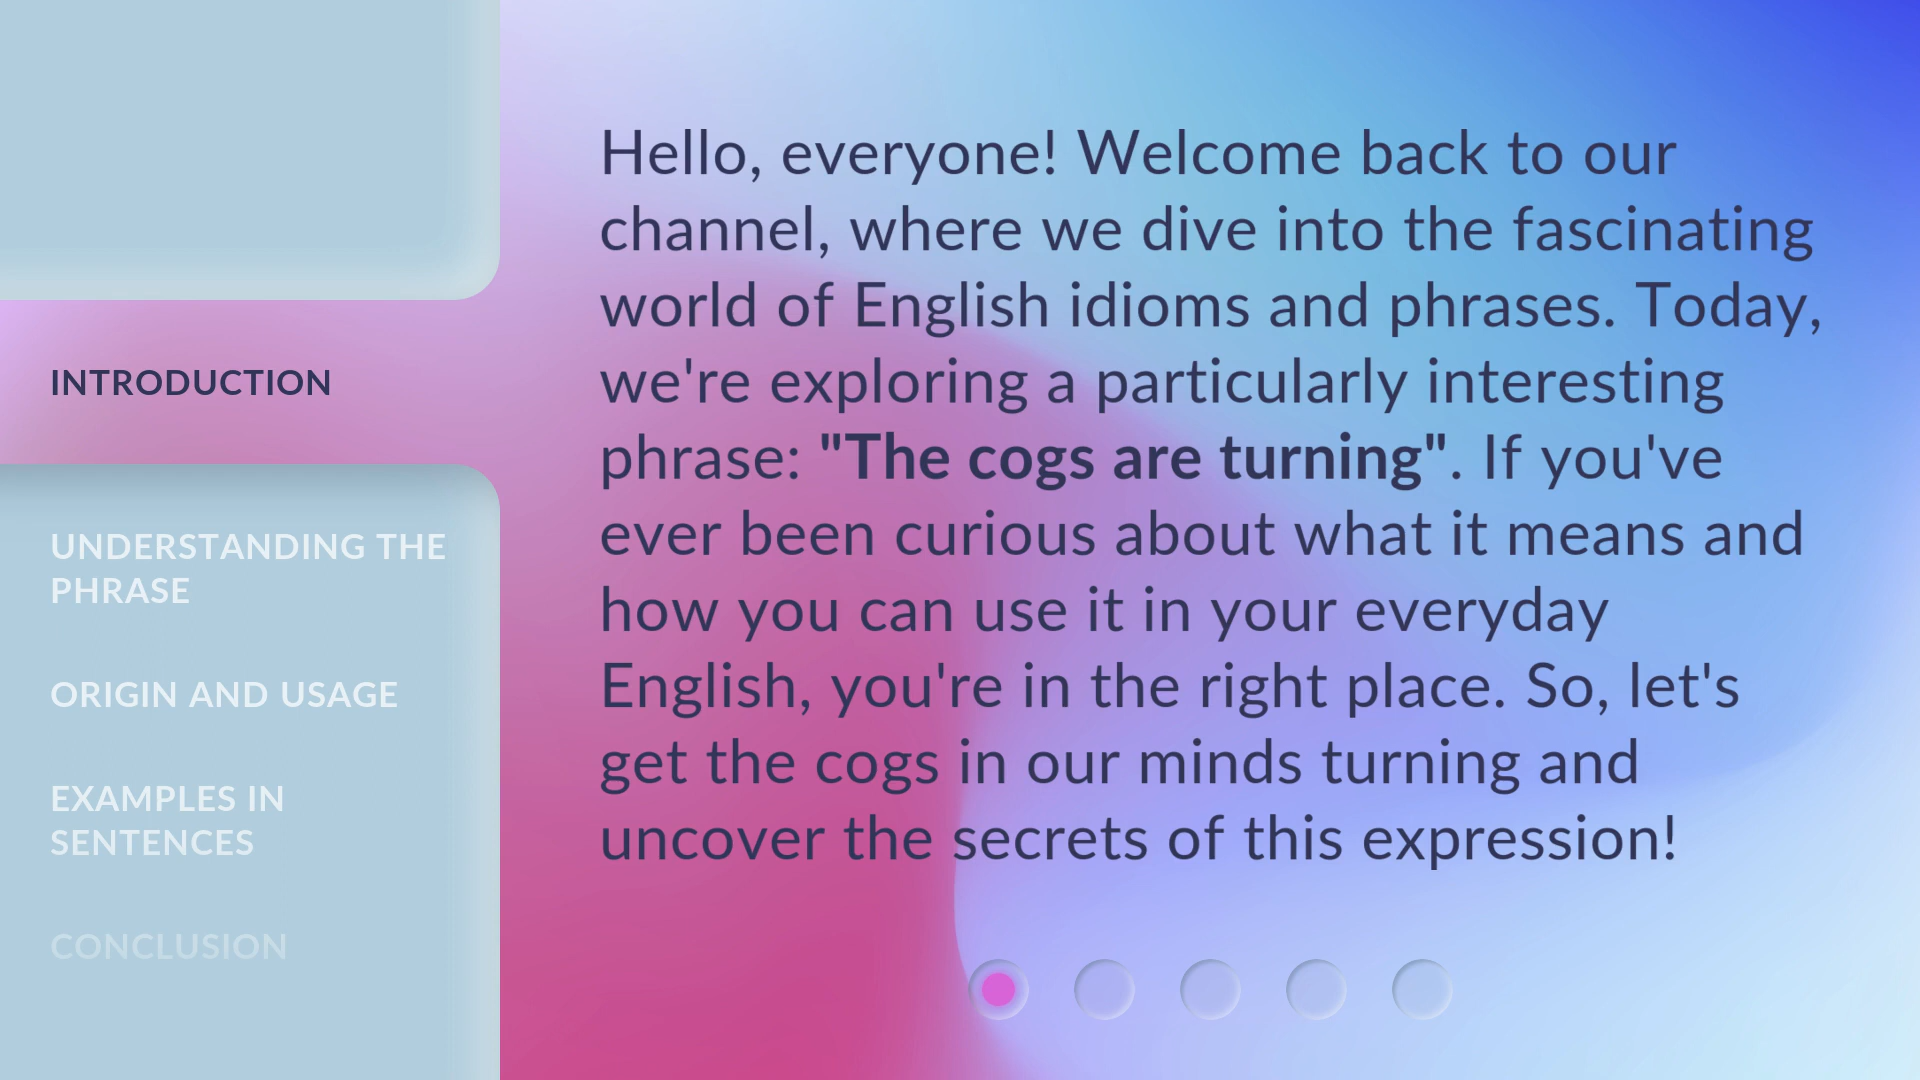 INTRODUCTION
UNDERSTANDING THE
PHRASE
ORIGIN AND USAGE
EXAMPLES IN
SENTENCES
CONCLUSION
Hello, everyone! Welcome back to our
channel, where we dive into the fascinating
world of English idioms and phrases. Today,
we're exploring a particularly interesting
phrase: "The cogs are turning". If you've
ever been curious about what it means and
how you can use it in your everyday
English, you're in the right place. So, let's
get the cogs in our minds turning and
uncover the secrets of this expression!